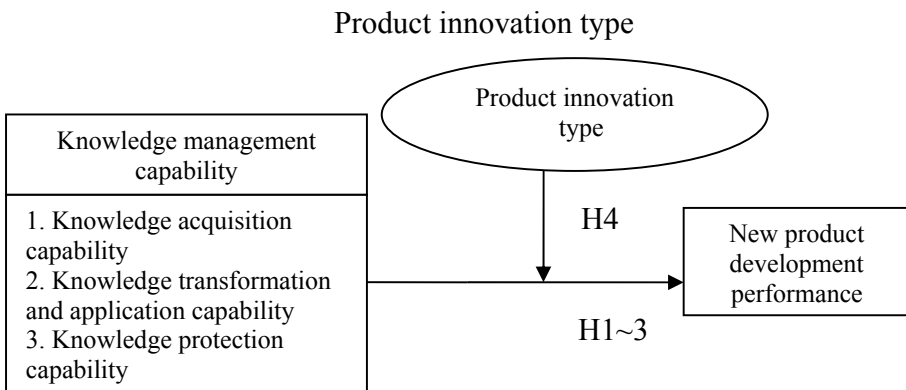 Product innovation type
Product innovation
type
Knowledge management
capability
1. Knowledge acquisition
capability
2. Knowledge transformation
and application capability
3. Knowledge protection
capability
H4
H1~3
New product
development
performance